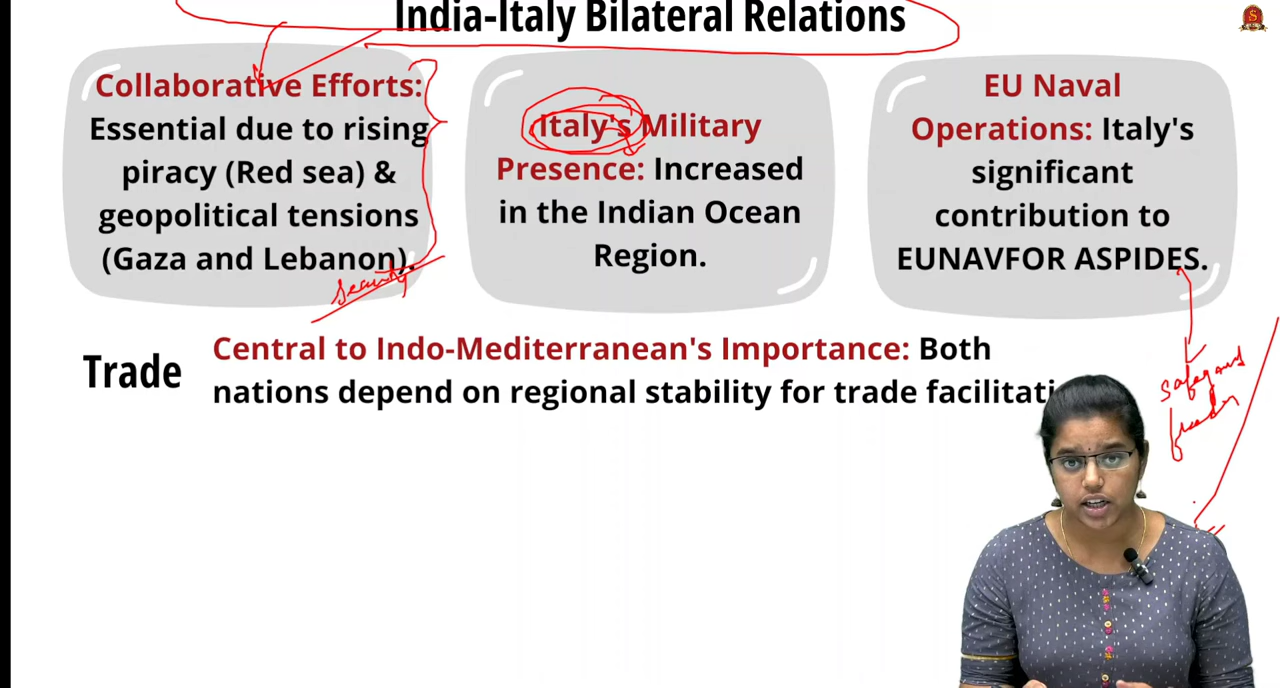 India-Italy Bilateral Relations
Collaborative Efforts:
Essential due to rising
piracy (Red sea) &
geopolitical tensions
(Gaza and Lebanon).
security
Italy's Military
Presence: Increased
in the Indian Ocean
Region.
EU Naval
Operations: Italy's
significant
contribution to
EUNAVFOR ASPIDES.
Trade
Central to Indo-Mediterranean's Importance: Both
nations depend on regional stability for trade facilitati